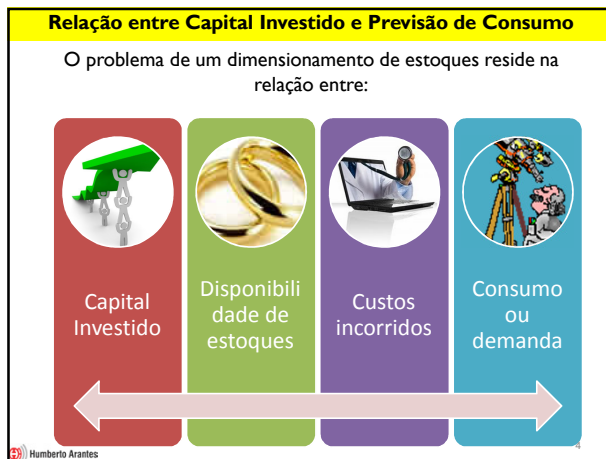 Relação entre Capital Investido e Previsão de Consumo
O problema de um dimensionamento de estoques reside na
relação entre:
Capital
Investido
Disponibili
dade de
estoques
Custos
incorridos
Consumo
ou
demanda
4
Humberto Arantes